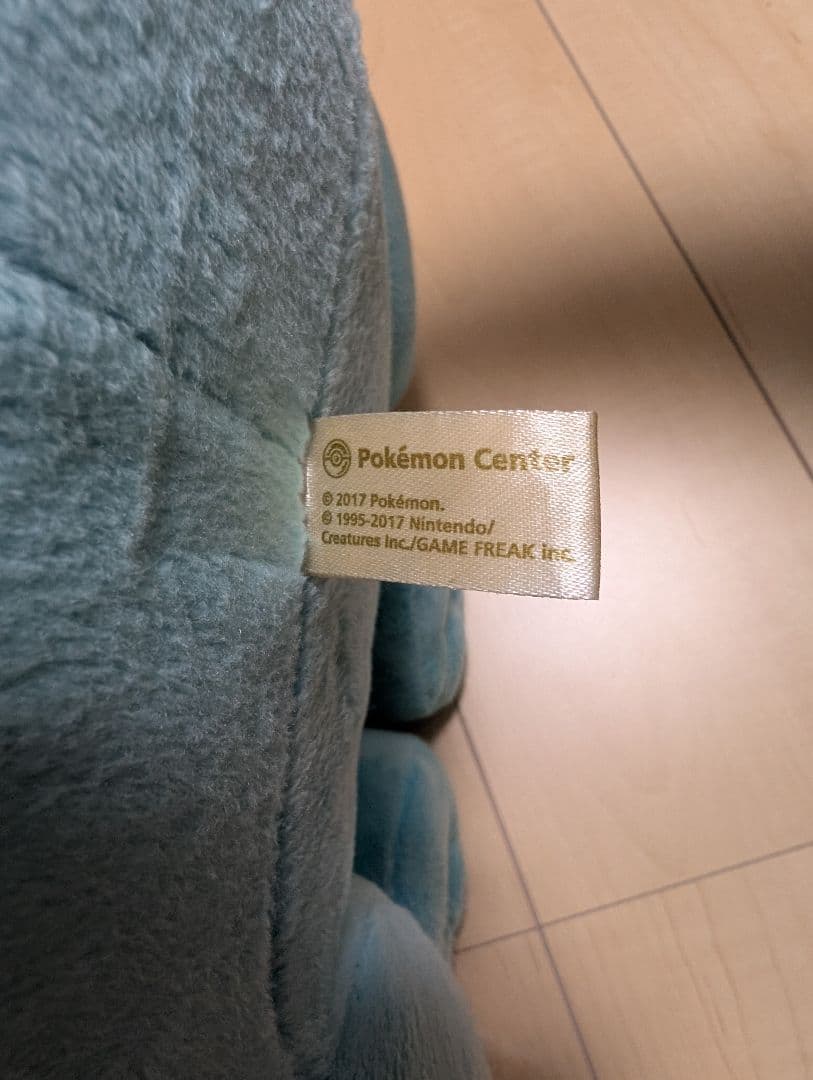 Pokémon Center
© 2017 Pokémon.
© 1995-2017 Nintendo/
Creatures Inc./GAME FREAK inc.